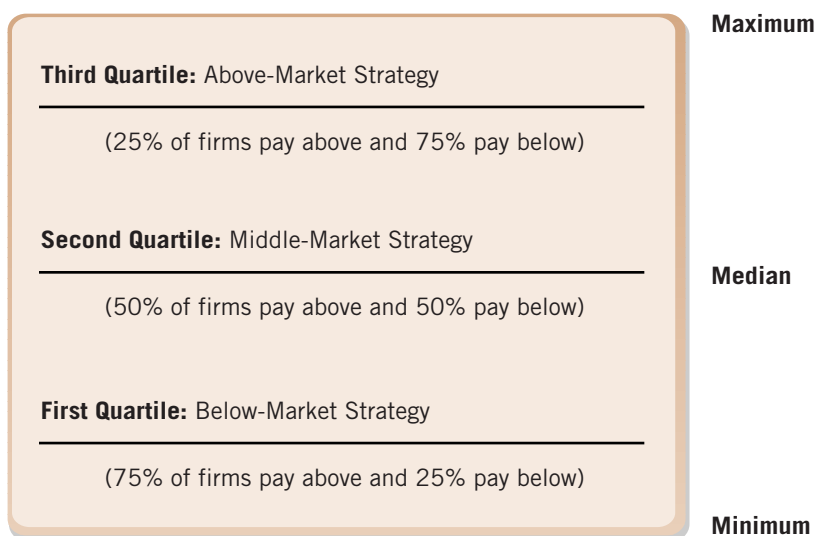 Maximum
Third Quartile: Above-Market Strategy
(25% of firms pay above and 75% pay below)
Second Quartile: Middle-Market Strategy
Median
(50% of firms pay above and 50% pay below)
First Quartile: Below-Market Strategy
(75% of firms pay above and 25% pay below)
Minimum